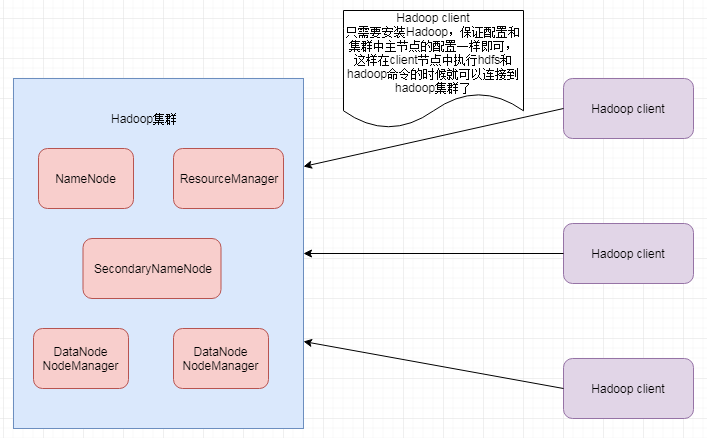 Hadoop client
只需要安装Hadoop，保证配置和
集群中主节点的配置一样即可，
这样在client节点中执行hdfs和
hadoop命令的时候就可以连接到
hadoop集群了
Hadoop集群
Hadoop client
NameNode
ResourceManager
SecondaryNameNode
Hadoop client
DataNode
NodeManager
DataNode
NodeManager
Hadoop client